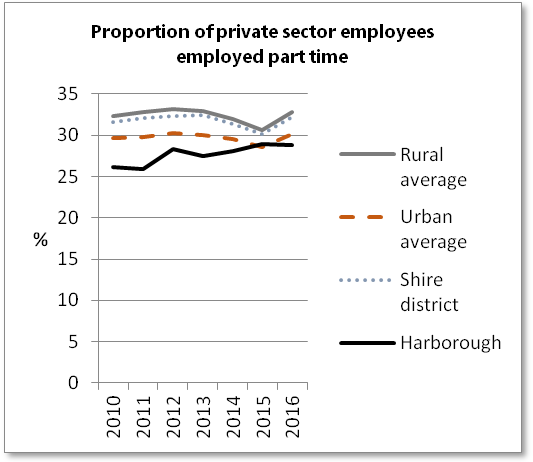 Proportion of private sector employees
employed part time
35
30
25
20
15
10
5
0
%
2010
2011
2012
2013
2014
2015
2016
Rural
average
Urban
average
Shire
district
Harborough